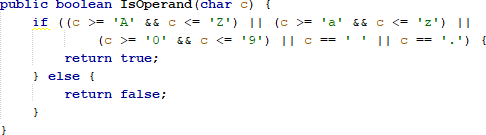 public boolean IsOperand(char c) {
if ((c >= 'A' && c <= 'Z') || (c >= 'a' && c <= 'z') ||
(c >= '0' && c <= '9') || c == ' ' || c == '.') {
return true;
} else {
return false;
}
}